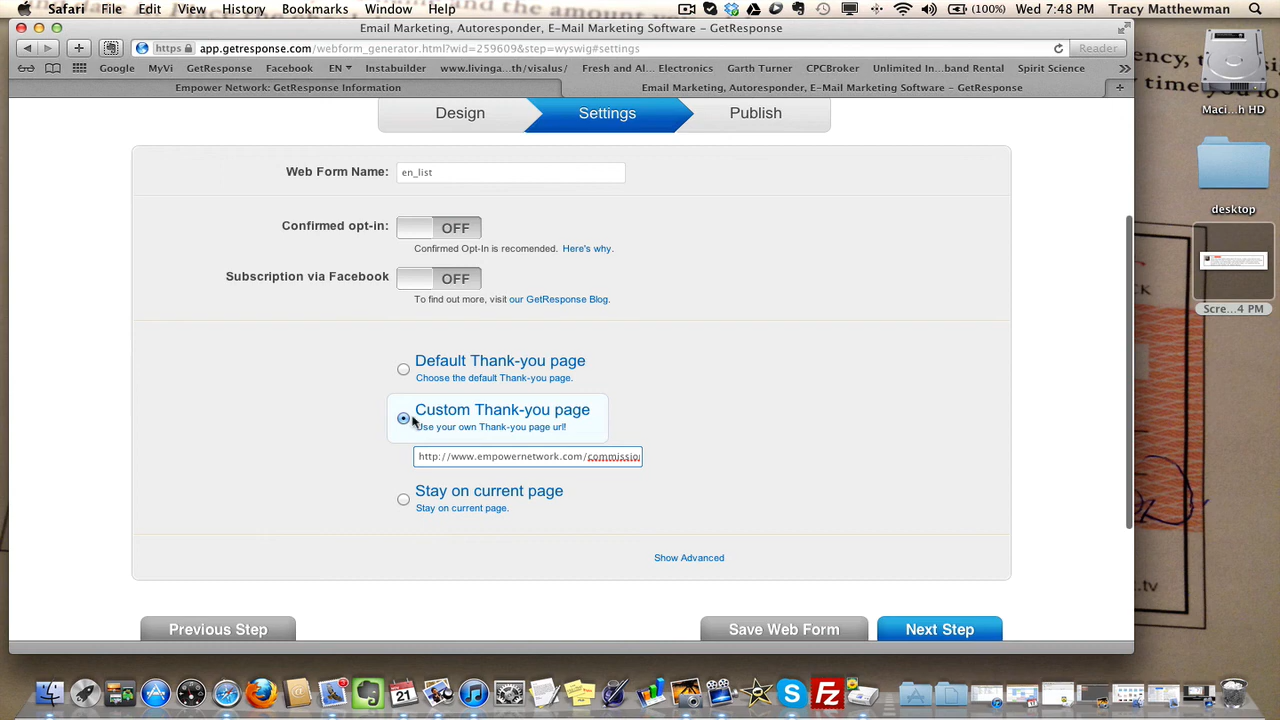 Safari File Edit View History Bookmarks Window Help (100%) Wed 7:48 PM Tracy Matthewman
Email Marketing, Autoresponder, E-Mail Marketing Software – GetResponse
https app.getresponse.com/webform_generator.html?wid=259609&step=wyswig#settings Reader
Google MyVi GetResponse Facebook EN Instabuilder www.livinga...th/visalus/ Fresh and Al... Electronics Garth Turner CPCBroker Unlimited In...band Rental Spirit Science
Empower Network: GetResponse Information Email Marketing, Autoresponder, E-Mail Marketing Software – GetResponse
Maci...h HD
Design Settings Publish
Web Form Name: en_list
desktop
Confirmed opt-in: OFF
Confirmed Opt-In is recomended. Here's why.
Subscription via Facebook OFF
To find out more, visit our GetResponse Blog.
Scre...4 PM
Default Thank-you page
Choose the default Thank-you page.
Custom Thank-you page
Use your own Thank-you page url!
http://www.empowernetwork.com/commissio
Stay on current page
Stay on current page.
Show Advanced
Previous Step Save Web Form Next Step